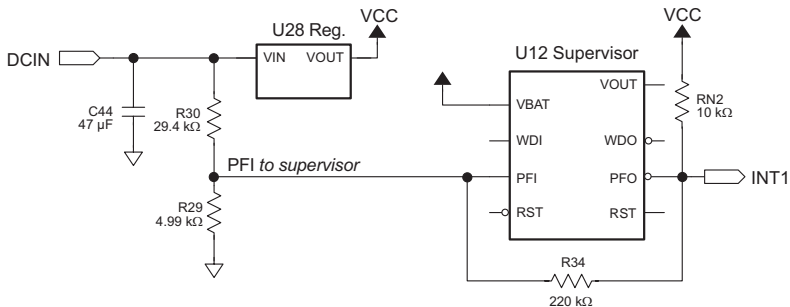 U28 Reg.
VCC
DCIN
VIN
VOUT
C44
47 µF
R30
29.4 kΩ
PFI to supervisor
R29
4.99 kΩ
U12 Supervisor
VCC
VBAT
VOUT
RN2
10 kΩ
WDI
WDO
PFI
PFO
INT1
RST
RST
R34
220 kΩ